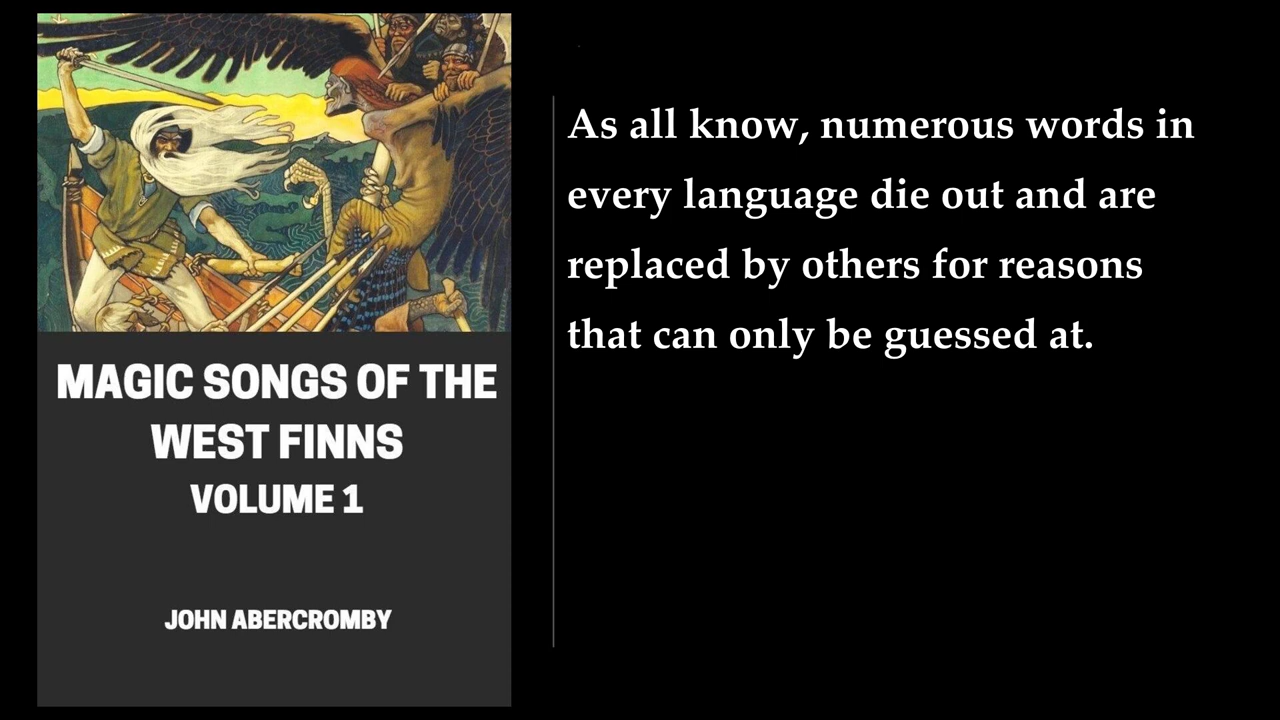 MAGIC SONGS OF THE
WEST FINNS
VOLUME 1
JOHN ABERCROMBY
As all know, numerous words in
every language die out and are
replaced by others for reasons
that can only be guessed at.